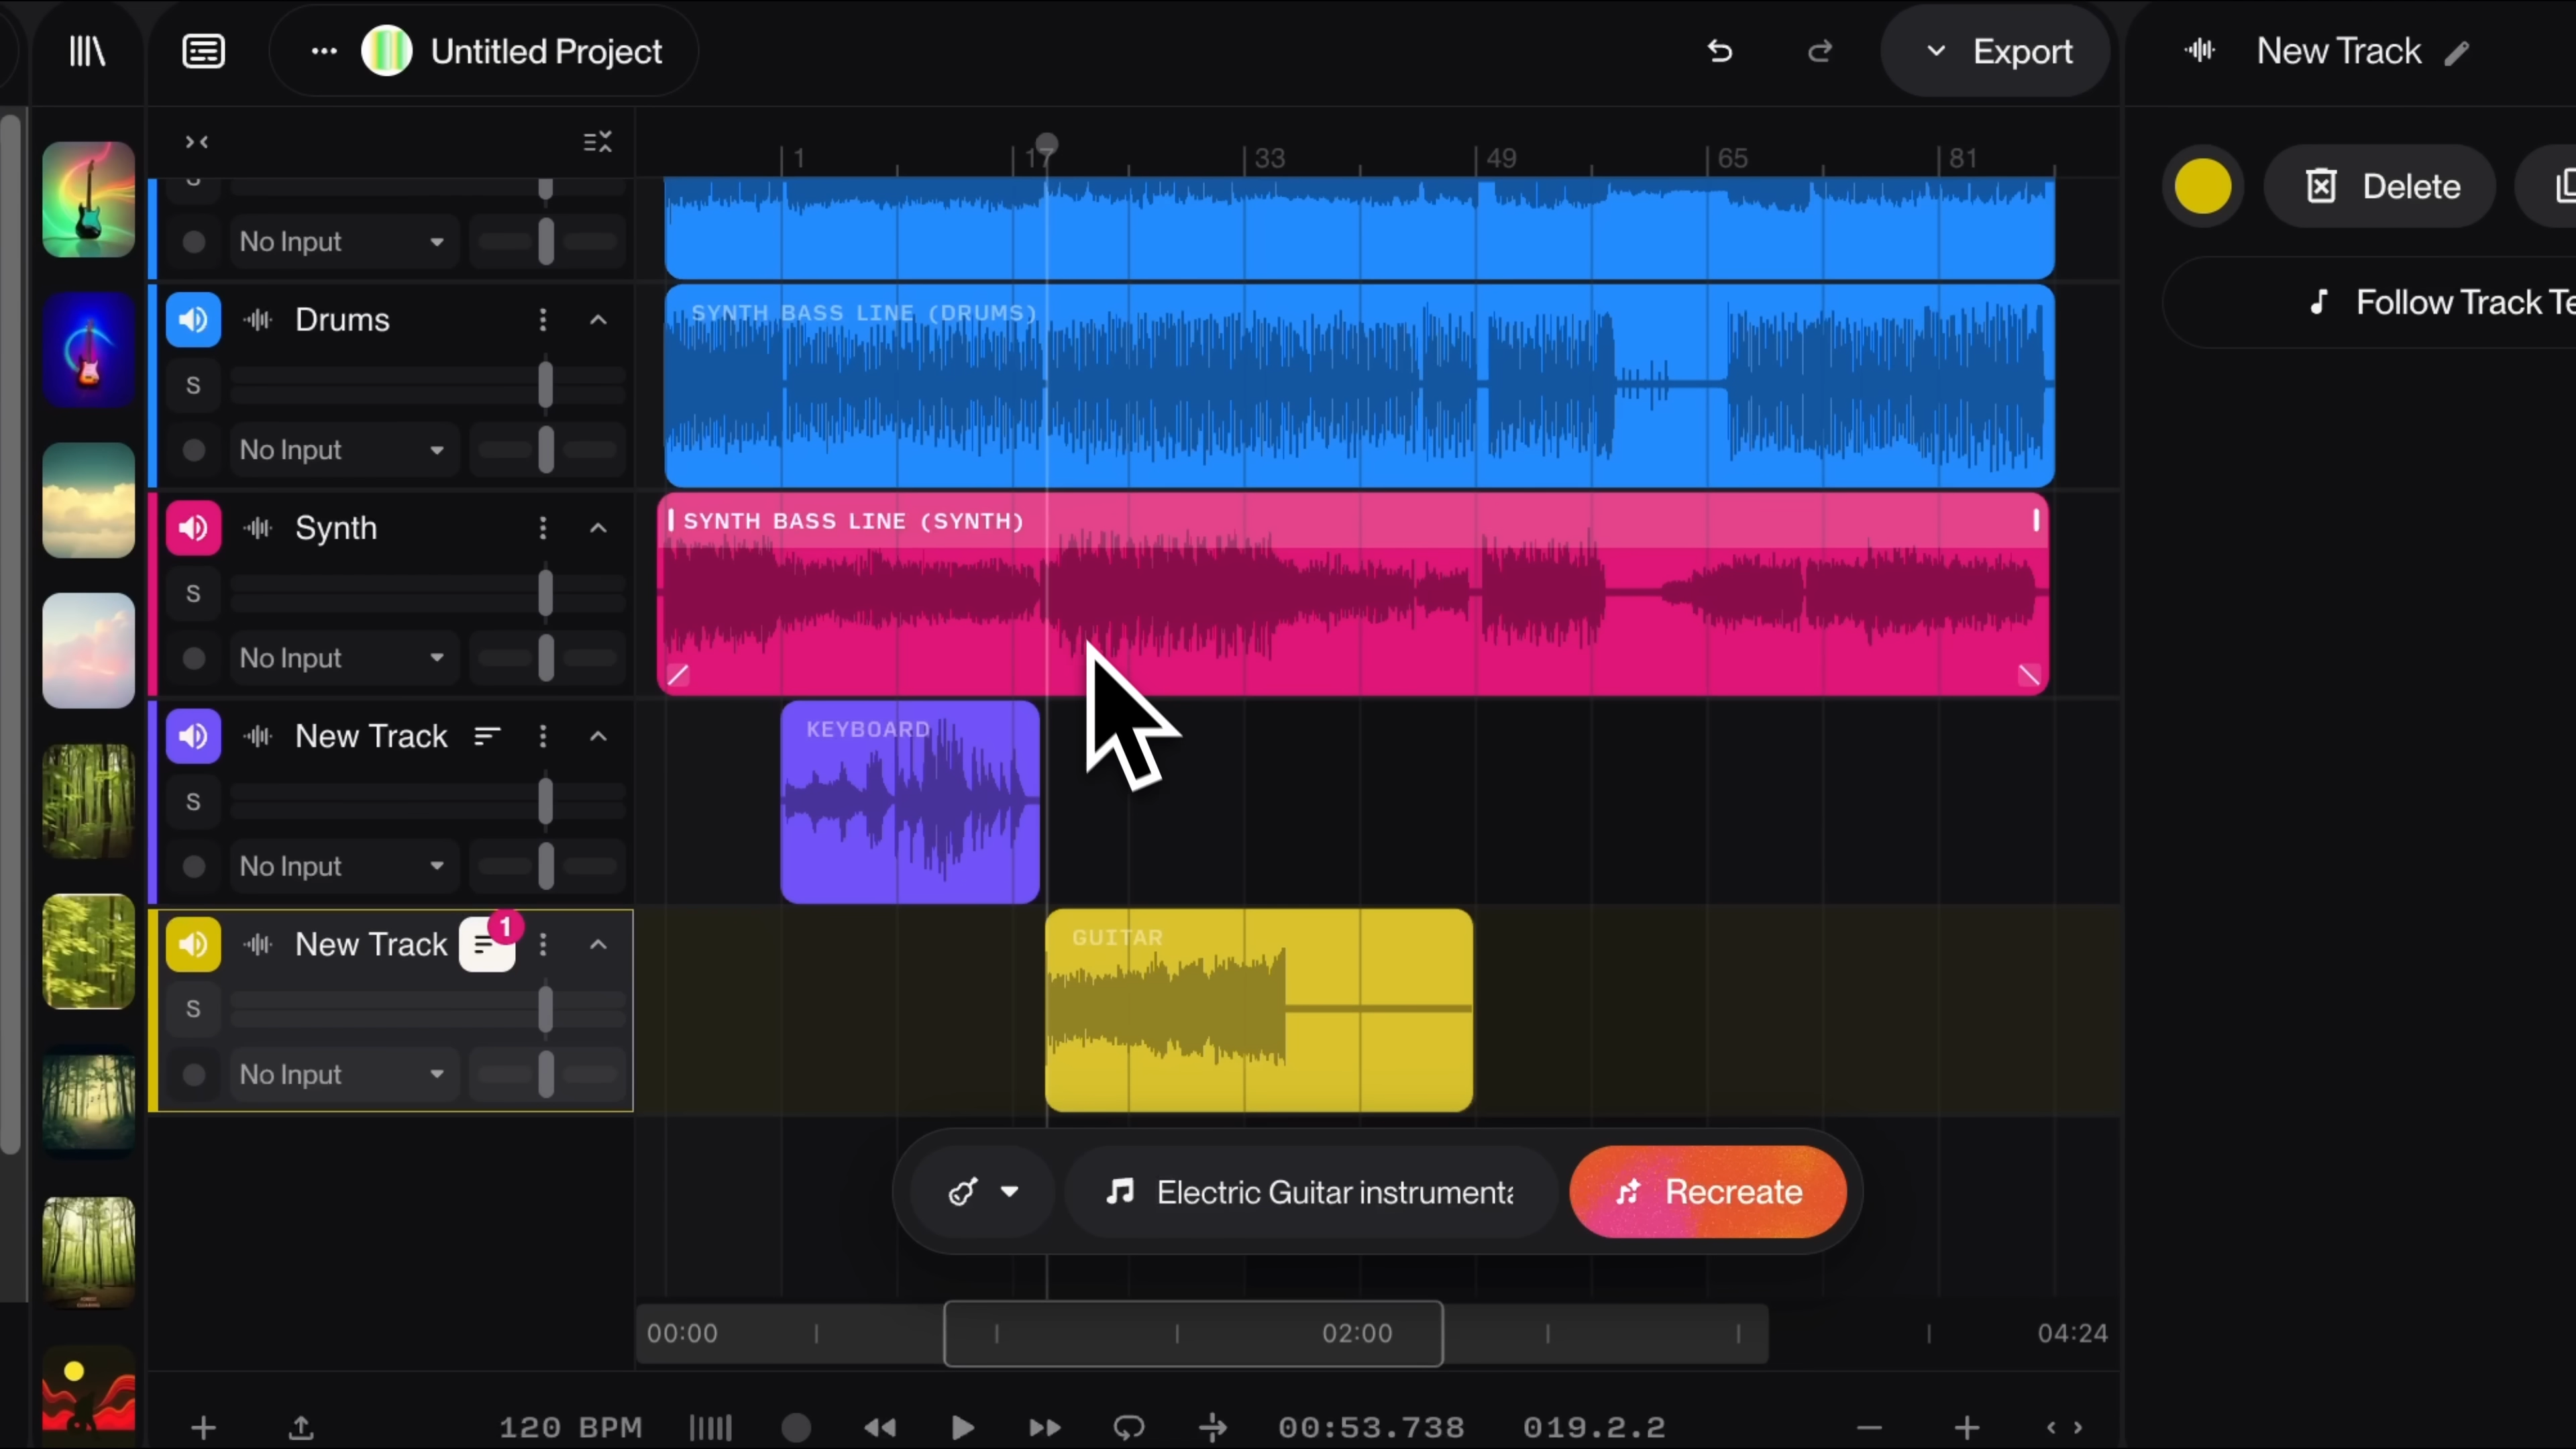 Untitled Project
Export
New Track
1
17
33
49
65
81
Delete
No Input
Follow Track Te
Drums
SYNTH BASS LINE (DRUMS)
S
No Input
Synth
SYNTH BASS LINE (SYNTH)
S
No Input
New Track
KEYBOARD
S
No Input
New Track
1
GUITAR
S
No Input
Electric Guitar instrumenta
Recreate
00:00
02:00
04:24
120 BPM
00:53.738
019.2.2